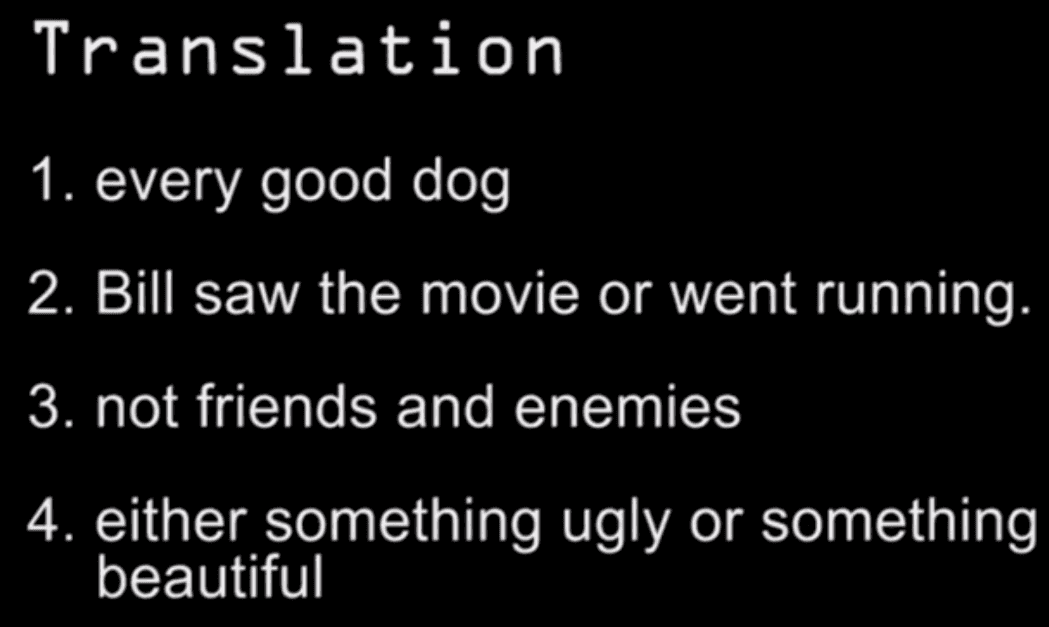 Translation
1. every good dog
2. Bill saw the movie or went running.
3. not friends and enemies
4. either something ugly or something
beautiful